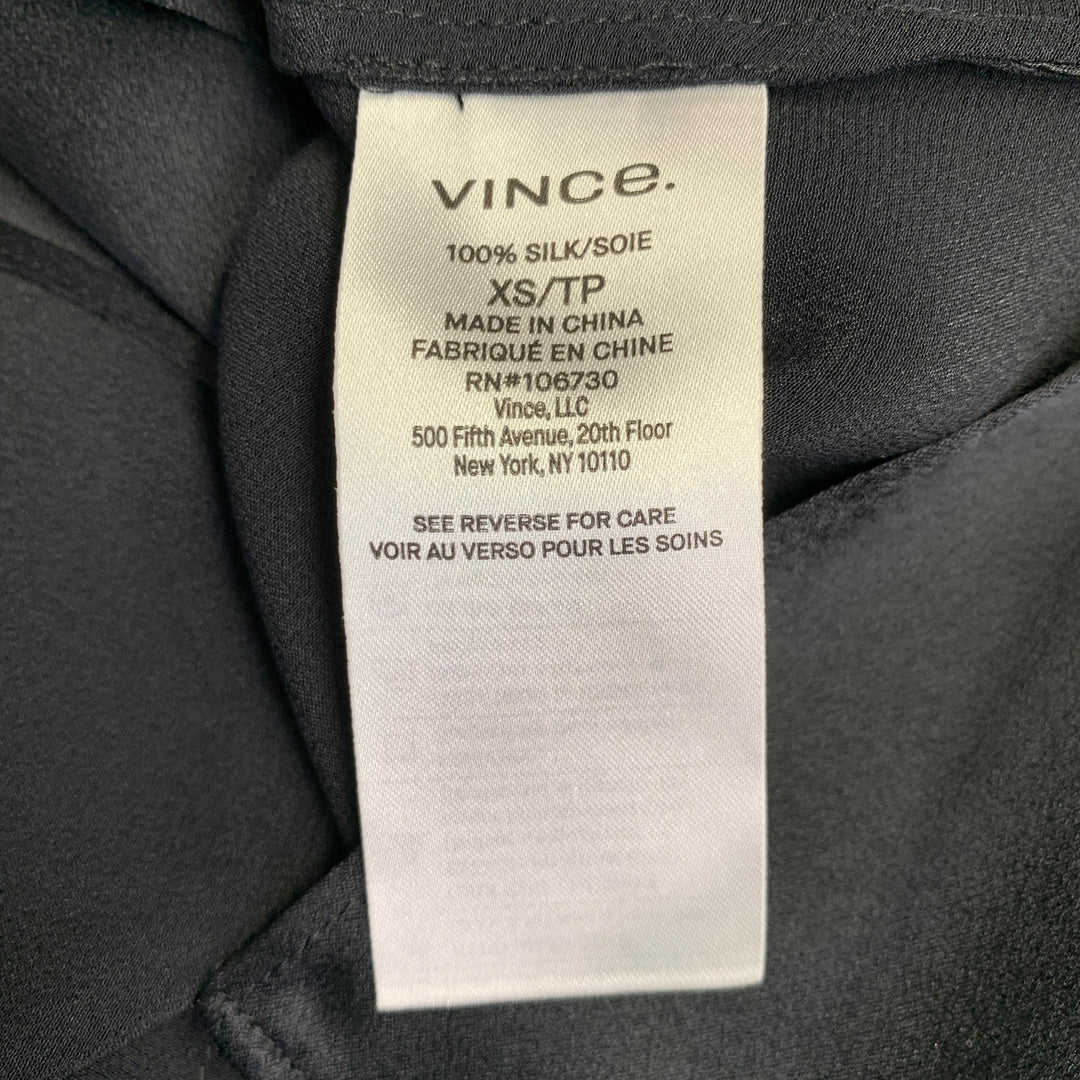 VINCe.
100% SILK/SOIE
XS/TP
MADE IN CHINA
FABRIQUÉ EN CHINE
RN#106730
Vince, LLC
500 Fifth Avenue, 20th Floor
New York, NY 10110
SEE REVERSE FOR CARE
VOIR AU VERSO POUR LES SOINS